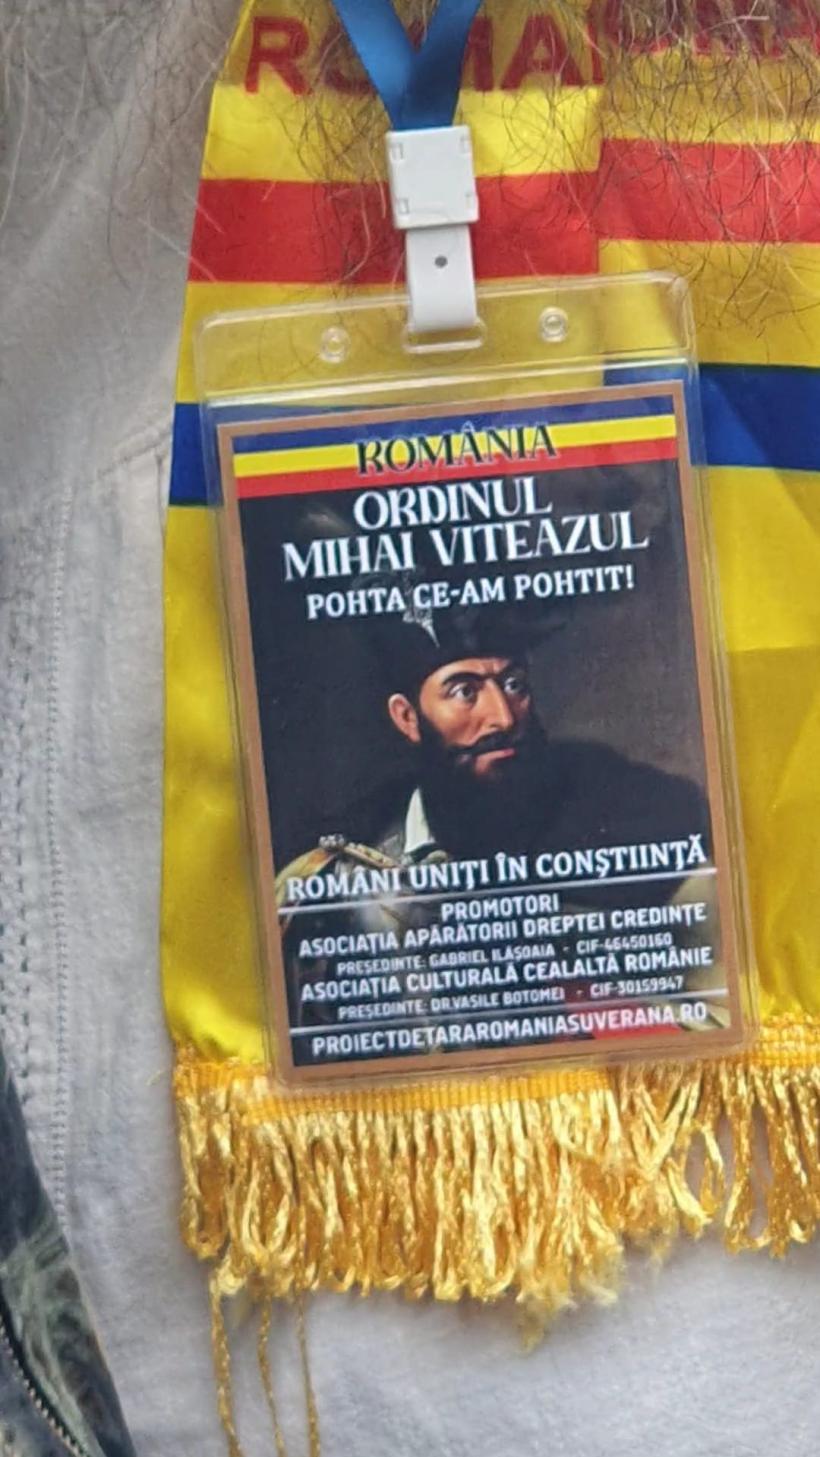 ROMÂNIA
ORDINUL
MIHAI VITEAZUL
POHTA CE-AM POHTIT!
ROMÂNI UNIȚI ÎN CONȘTIINȚĂ
PROMOTORI
ASOCIAȚIA APĂRĂTORII DREPTEI CREDINȚE
PREȘEDINTE: GABRIEL ILĂȘOAIA - CIF-46450160
ASOCIAȚIA CULTURALĂ CEALALTĂ ROMÂNIE
PREȘEDINTE: DR.VASILE BOTOMEI - CIF-30159947
PROIECTDETARAROMANIASUVERANA.RO